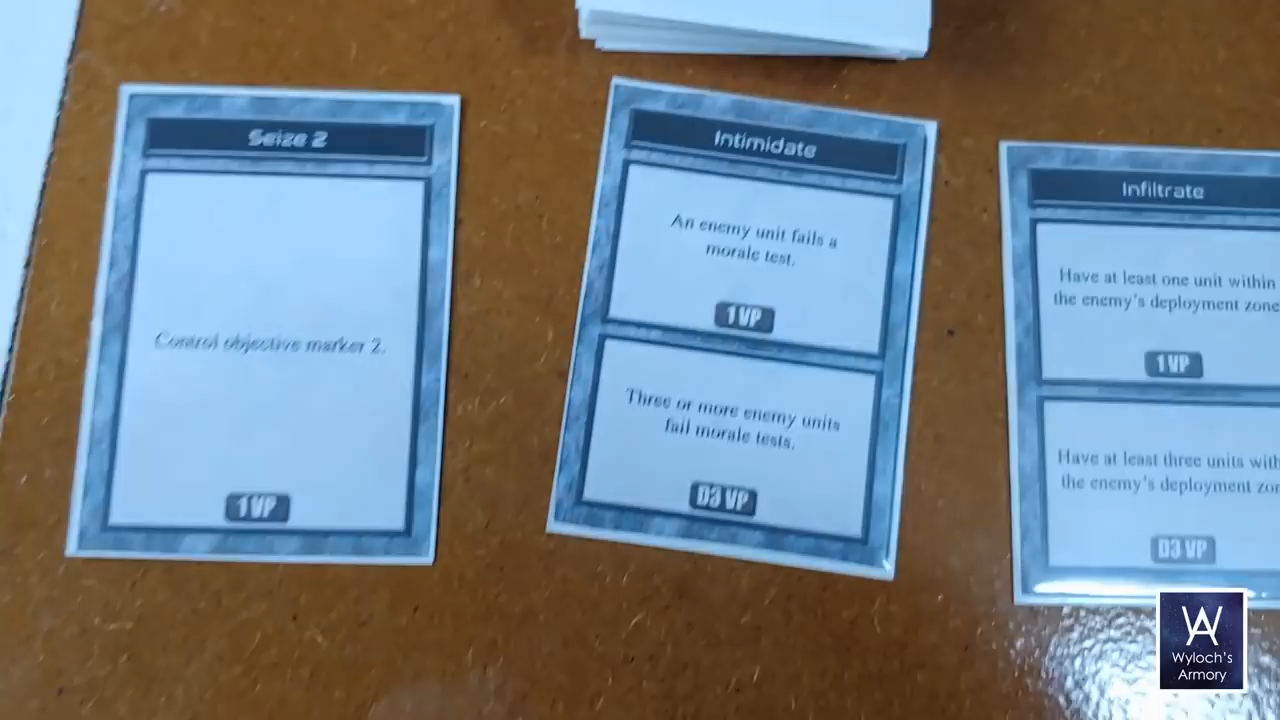 Seize 2
Control objective marker 2.
1 VP
Intimidate
An enemy unit fails a
morale test.
1 VP
Three or more enemy units
fail morale tests.
D3 VP
Infiltrate
Have at least one unit within
the enemy's deployment zone
1 VP
Have at least three units with
the enemy's deployment zon
D3 VP
WA
Wyloch's
Armory